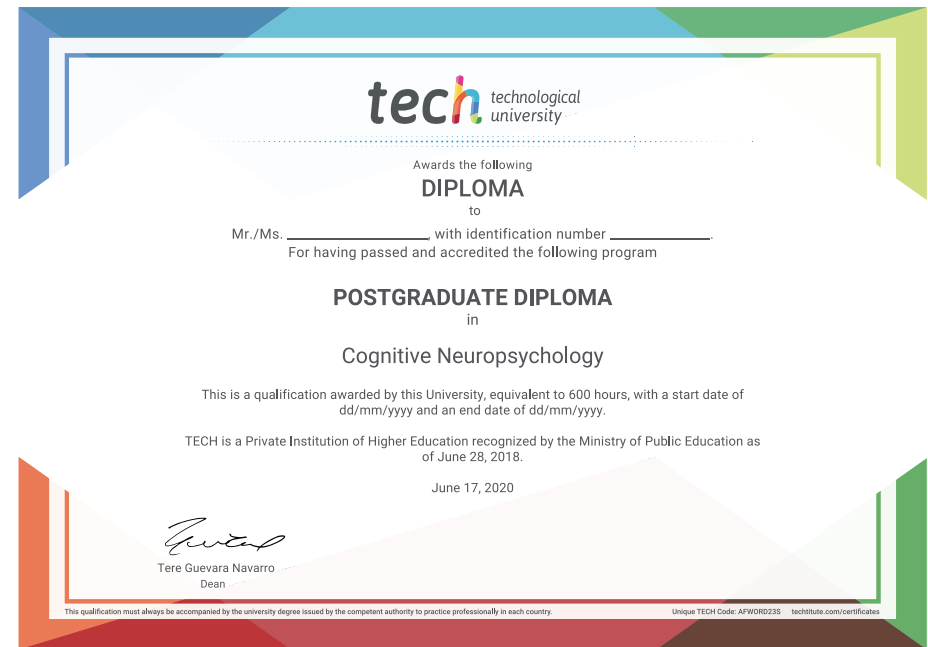 tech technological
university
Awards the following
DIPLOMA
to
Mr./Ms. ____________________, with identification number ______________.
For having passed and accredited the following program
POSTGRADUATE DIPLOMA
in
Cognitive Neuropsychology
This is a qualification awarded by this University, equivalent to 600 hours, with a start date of
dd/mm/yyyy and an end date of dd/mm/yyyy.
TECH is a Private Institution of Higher Education recognized by the Ministry of Public Education as
of June 28, 2018.
June 17, 2020
Tere Guevara Navarro
Dean
This qualification must always be accompanied by the university degree issued by the competent authority to practice professionally in each country.
Unique TECH Code: AFWORD23S techtitute.com/certificates